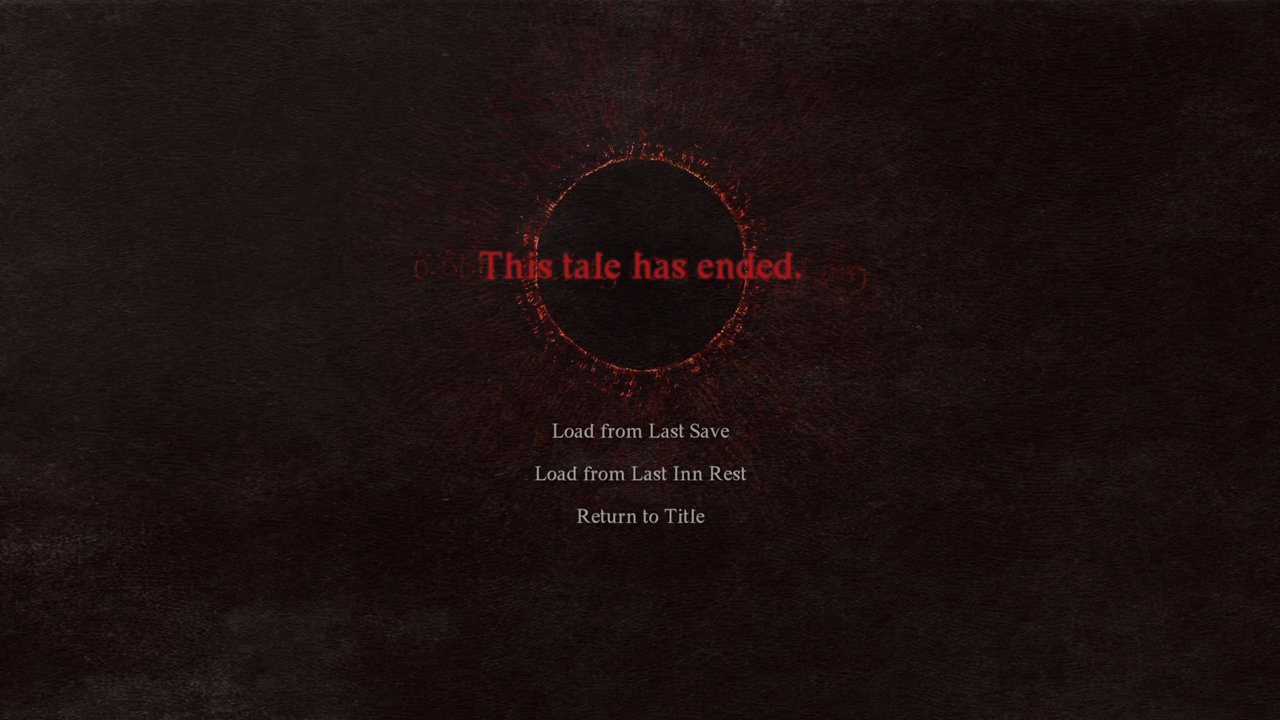 This tale has ended.
Load from Last Save
Load from Last Inn Rest
Return to Title